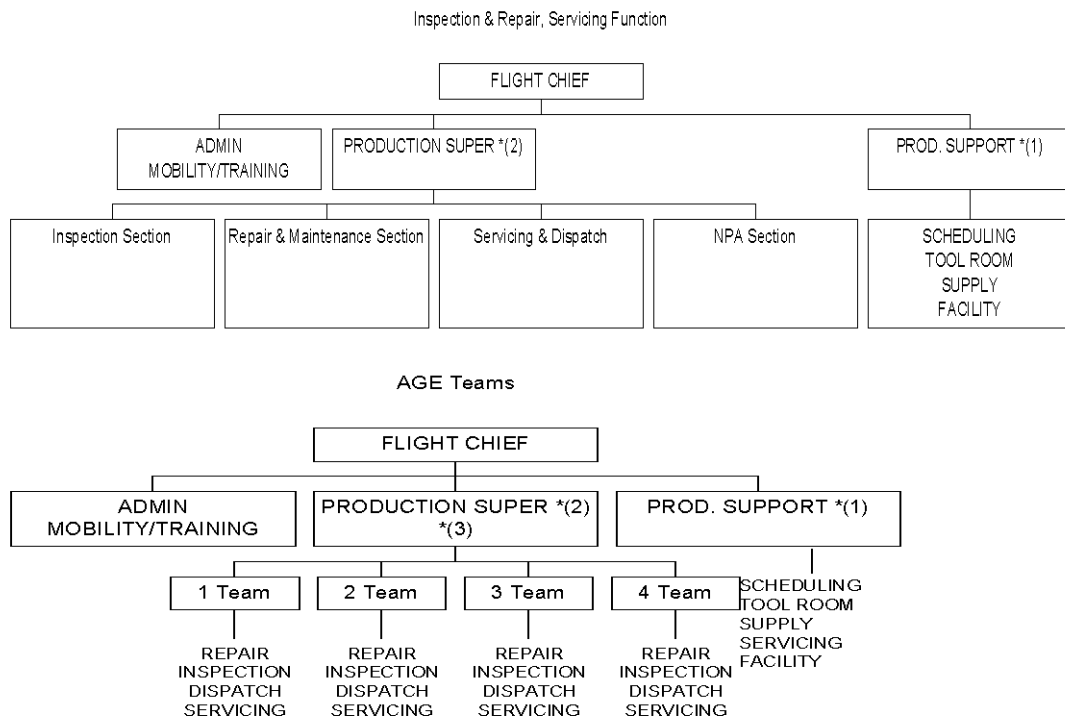 Inspection & Repair, Servicing Function
FLIGHT CHIEF
ADMIN
MOBILITY/TRAINING
PRODUCTION SUPER *(2)
PROD. SUPPORT *(1)
Inspection Section
Repair & Maintenance Section
Servicing & Dispatch
NPA Section
SCHEDULING
TOOL ROOM
SUPPLY
FACILITY
AGE Teams
FLIGHT CHIEF
ADMIN
MOBILITY/TRAINING
PRODUCTION SUPER *(2)
*(3)
PROD. SUPPORT *(1)
1 Team
2 Team
3 Team
4 Team
SCHEDULING
TOOL ROOM
SUPPLY
SERVICING
FACILITY
REPAIR
INSPECTION
DISPATCH
SERVICING
REPAIR
INSPECTION
DISPATCH
SERVICING
REPAIR
INSPECTION
DISPATCH
SERVICING
REPAIR
INSPECTION
DISPATCH
SERVICING